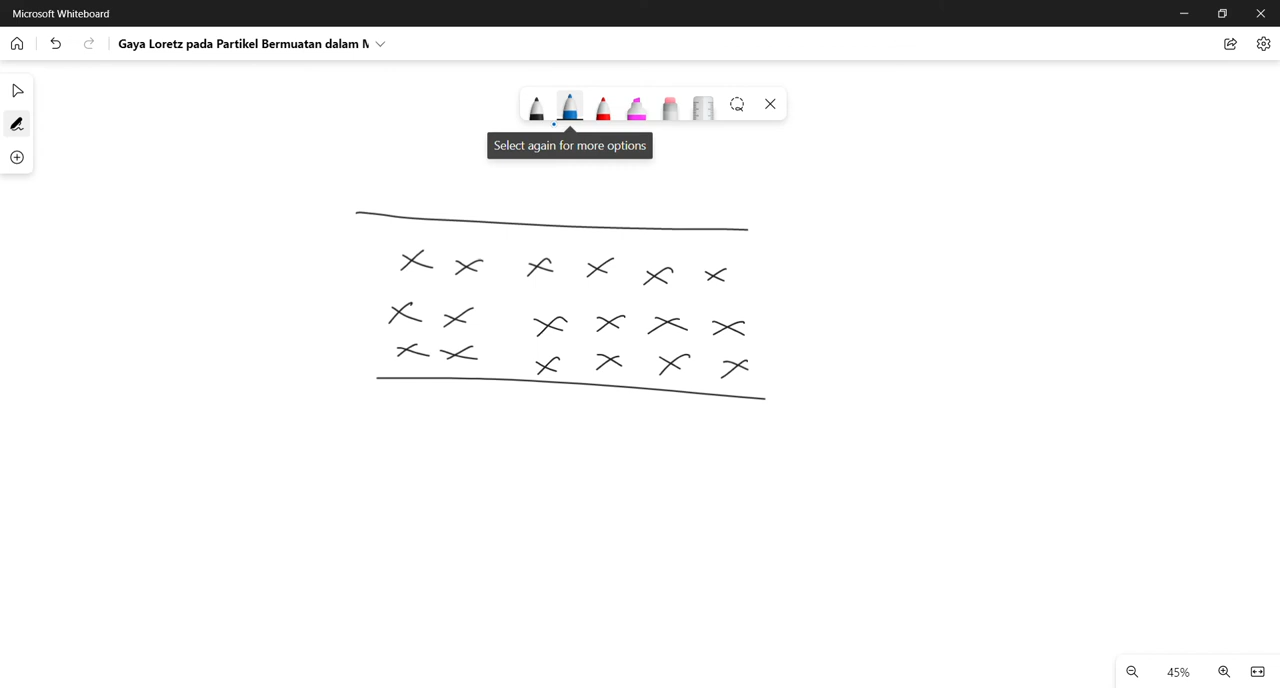 Microsoft Whiteboard
Gaya Loretz pada Partikel Bermuatan dalam M
Select again for more options
x x x x x x
x x x x x x
x x x x x x
45%